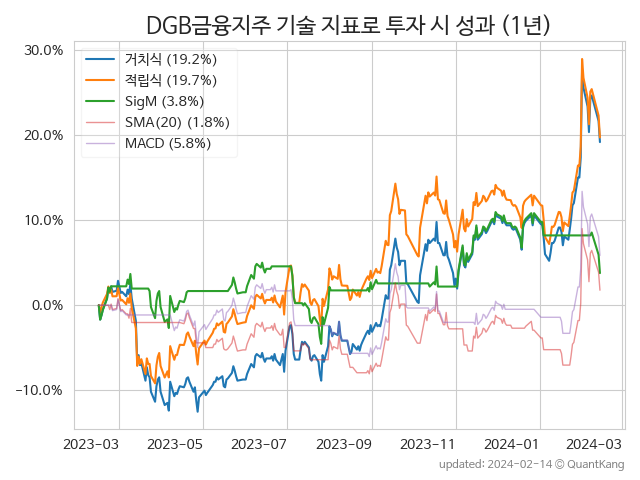 DGB금융지주 기술 지표로 투자 시 성과 (1년)
30.0%
20.0%
10.0%
0.0%
−10.0%
거치식 (19.2%)
적립식 (19.7%)
SigM (3.8%)
SMA(20) (1.8%)
MACD (5.8%)
2023-03 2023-05 2023-07 2023-09 2023-11 2024-01 2024-03
updated: 2024-02-14 © QuantKang